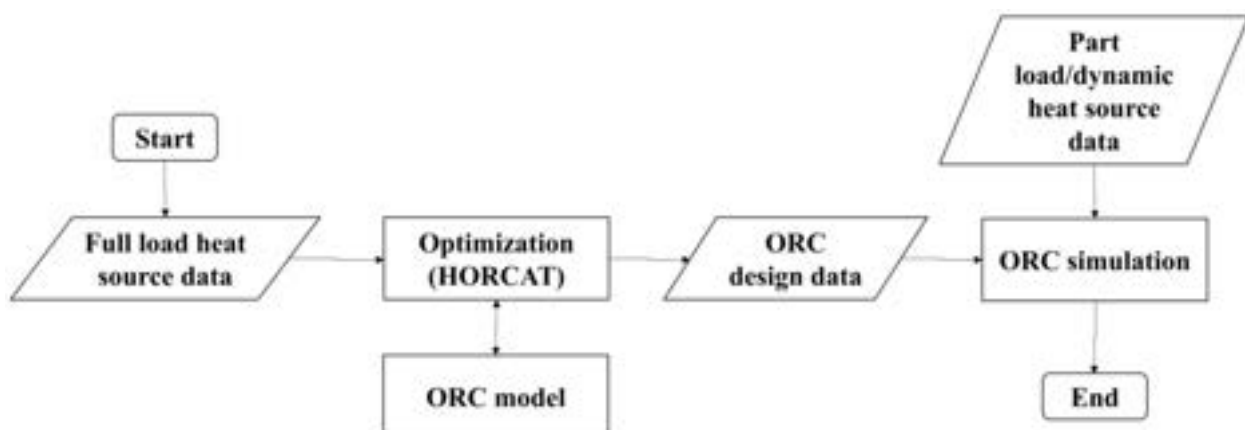 Start
Full load heat
source data
Optimization
(HORCAT)
ORC model
ORC
design data
Part
load/dynamic
heat source
data
ORC simulation
End